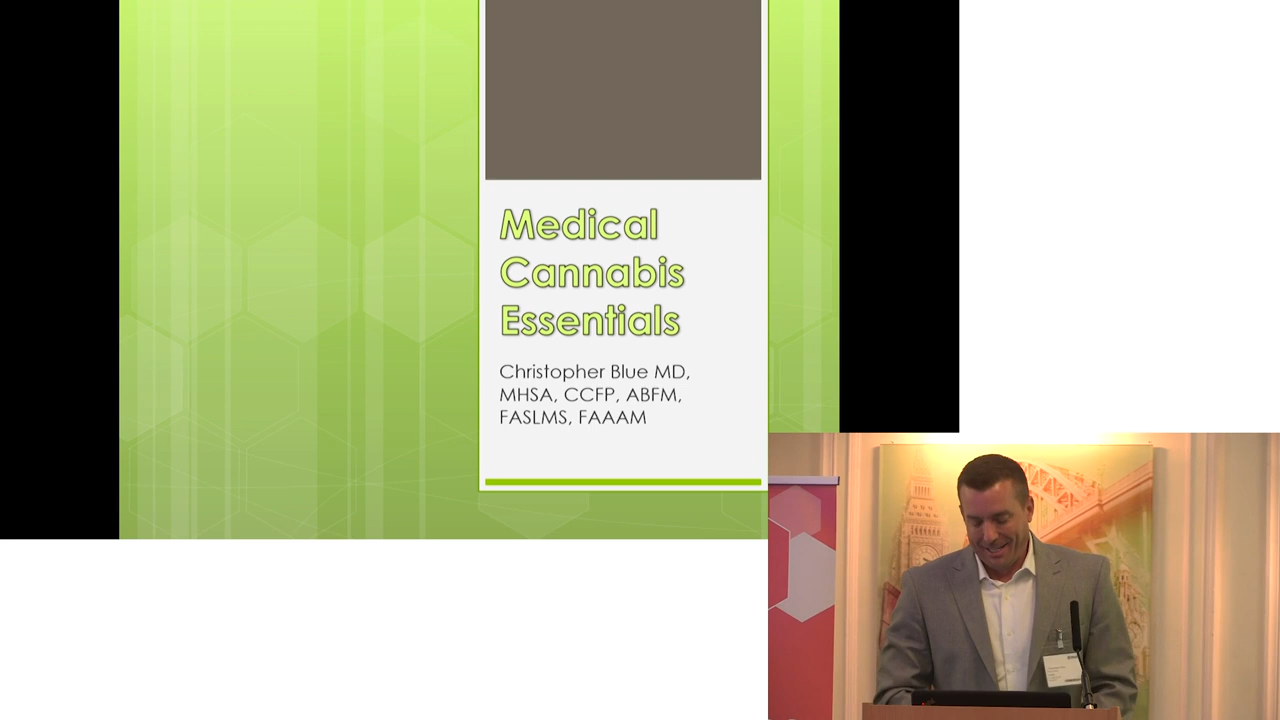 Medical
Cannabis
Essentials
Christopher Blue MD,
MHSA, CCFP, ABFM,
FASLMS, FAAAM